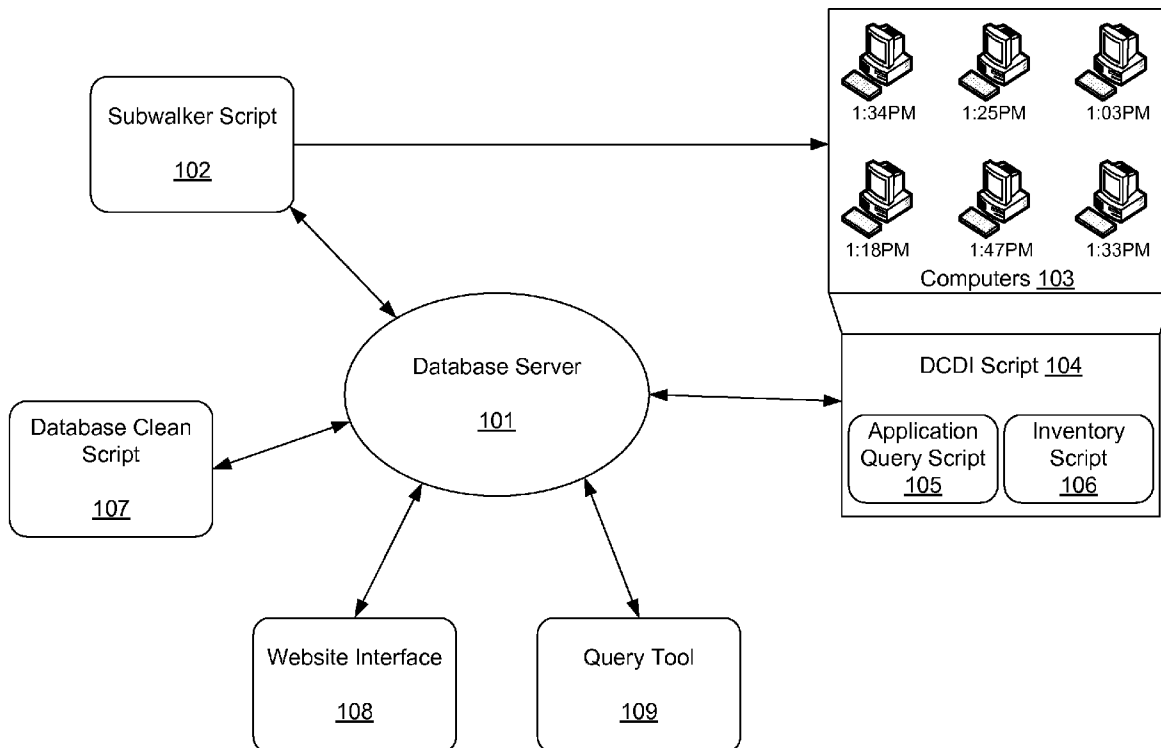 Subwalker Script
102
1:34PM
1:25PM
1:03PM
1:18PM
1:47PM
1:33PM
Computers 103
Database Server
101
DCDI Script 104
Application
Query Script
105
Inventory
Script
106
Database Clean
Script
107
Website Interface
108
Query Tool
109